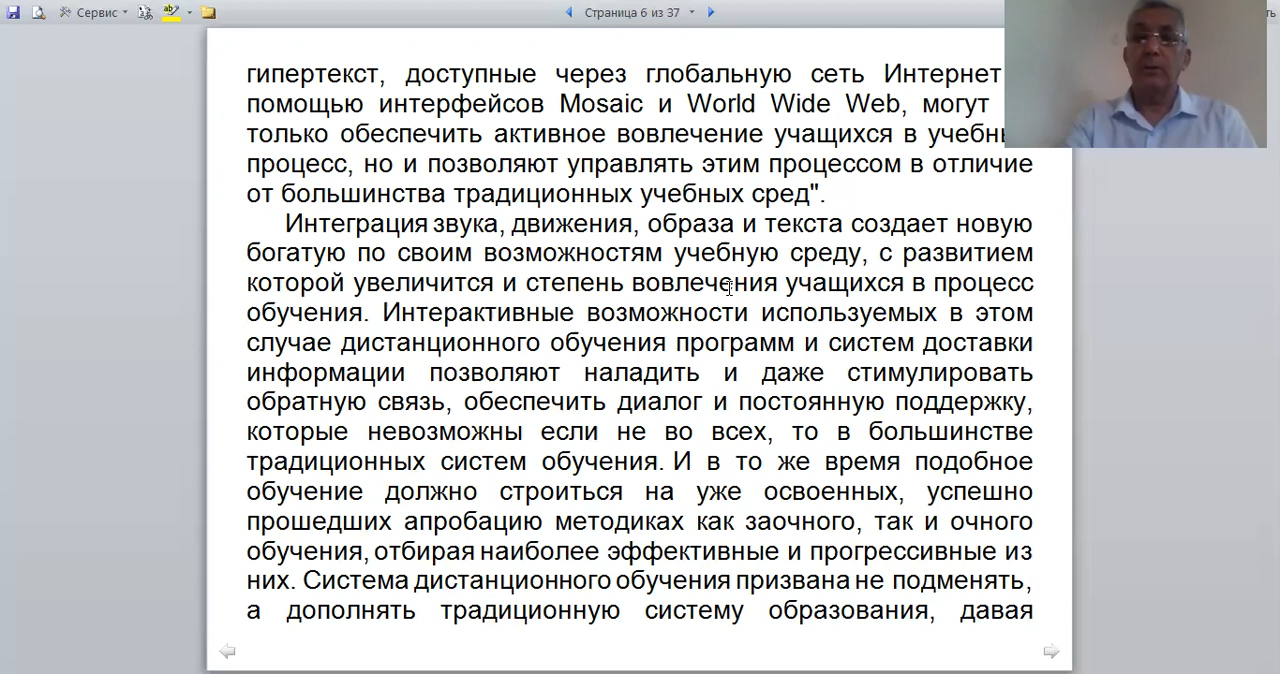 Сервис
Страница 6 из 37
ть
гипертекст, доступные через глобальную сеть Интернет
помощью интерфейсов Mosaic и World Wide Web, могут
только обеспечить активное вовлечение учащихся в
процесс, но и позволяют управлять этим процессом в отличие
от большинства традиционных учебных сред".
Интеграция звука, движения, образа и текста создает новую
богатую по своим возможностям учебную среду, с развитием
которой увеличится и степень вовлечения учащихся в процесс
обучения. Интерактивные возможности используемых в этом
случае дистанционного обучения программ и систем доставки
информации позволяют наладить и даже стимулировать
обратную связь, обеспечить диалог и постоянную поддержку,
которые невозможны если не во всех, то в большинстве
традиционных систем обучения. И в то же время подобное
обучение должно строиться на уже освоенных, успешно
прошедших апробацию методиках как заочного, так и очного
обучения, отбирая наиболее эффективные и прогрессивные из
них. Система дистанционного обучения призвана не подменять,
а дополнять традиционную систему образования, давая